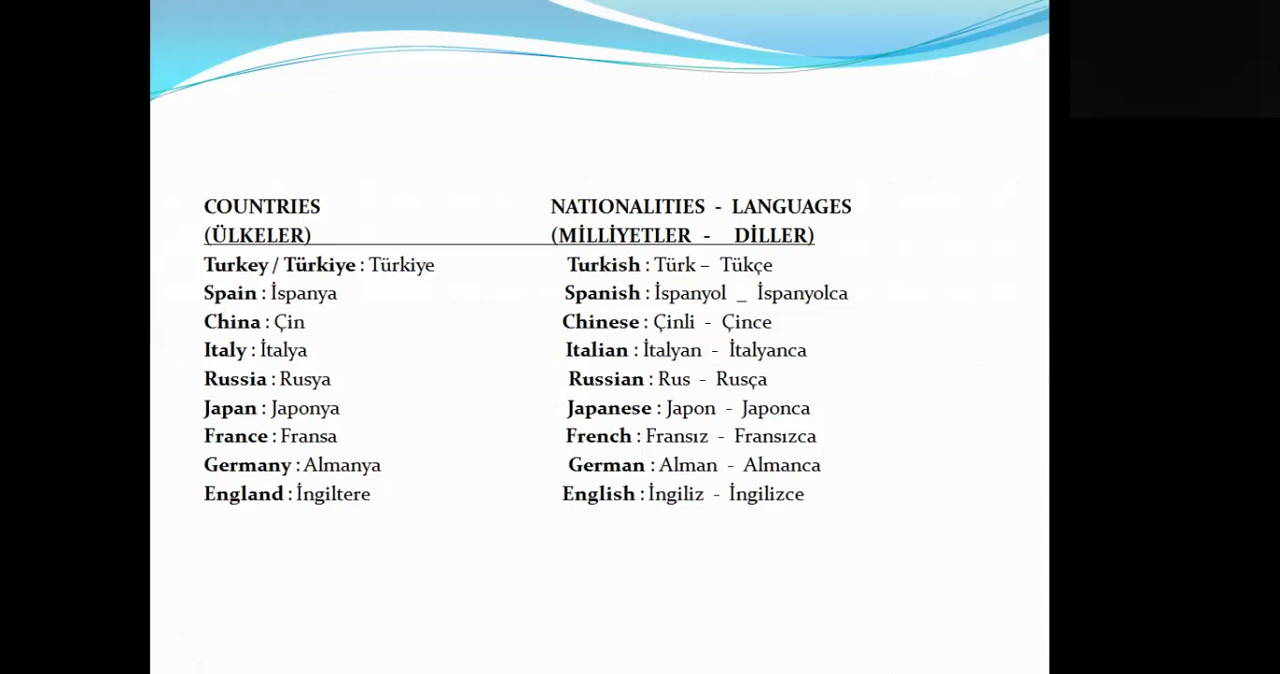 COUNTRIES NATIONALITIES - LANGUAGES
(ÜLKELER) (MİLLİYETLER - DİLLER)
Turkey / Türkiye : Türkiye Turkish : Türk – Tükçe
Spain : İspanya Spanish : İspanyol _ İspanyolca
China : Çin Chinese : Çinli - Çince
Italy : İtalya Italian : İtalyan - İtalyanca
Russia : Rusya Russian : Rus - Rusça
Japan : Japonya Japanese : Japon - Japonca
France : Fransa French : Fransız - Fransızca
Germany : Almanya German : Alman - Almanca
England : İngiltere English : İngiliz - İngilizce